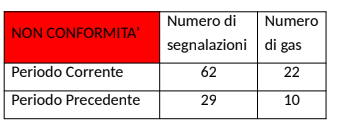 NON CONFORMITA' Numero di segnalazioni Numero di gas
Periodo Corrente 62 22
Periodo Precedente 29 10